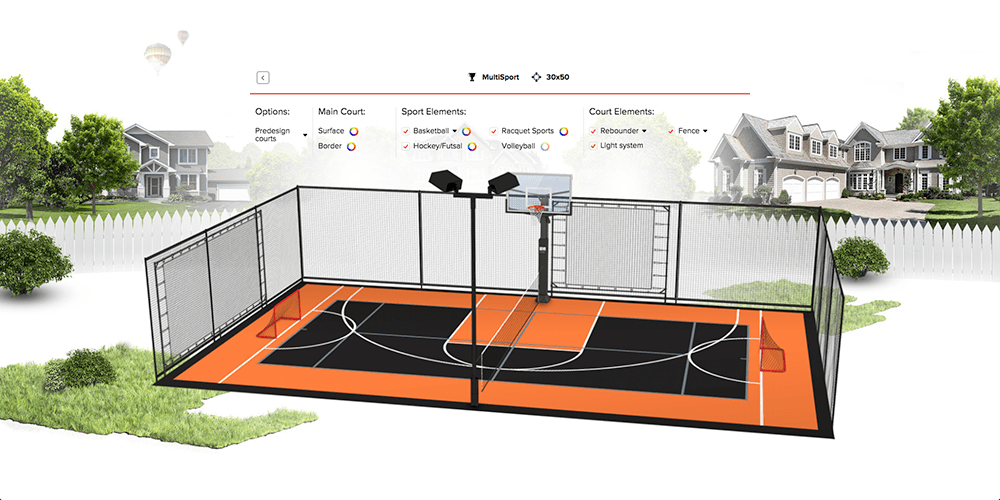 MultiSport 30x50
Options: Main Court: Sport Elements: Court Elements:
Predesign courts
Surface
Border
Basketball
Racquet Sports
Hockey/Futsal
Volleyball
Rebounder
Fence
Light system